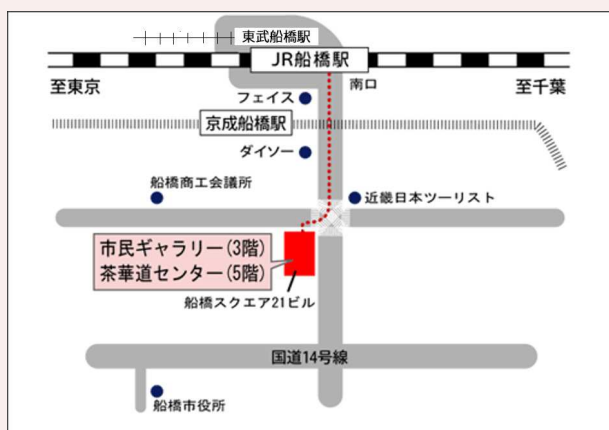 東武船橋駅
JR船橋駅
至東京
南口
至千葉
フェイス
京成船橋駅
ダイソー
船橋商工会議所
近畿日本ツーリスト
市民ギャラリー(3階)
茶華道センター(5階)
船橋スクエア21ビル
国道14号線
船橋市役所